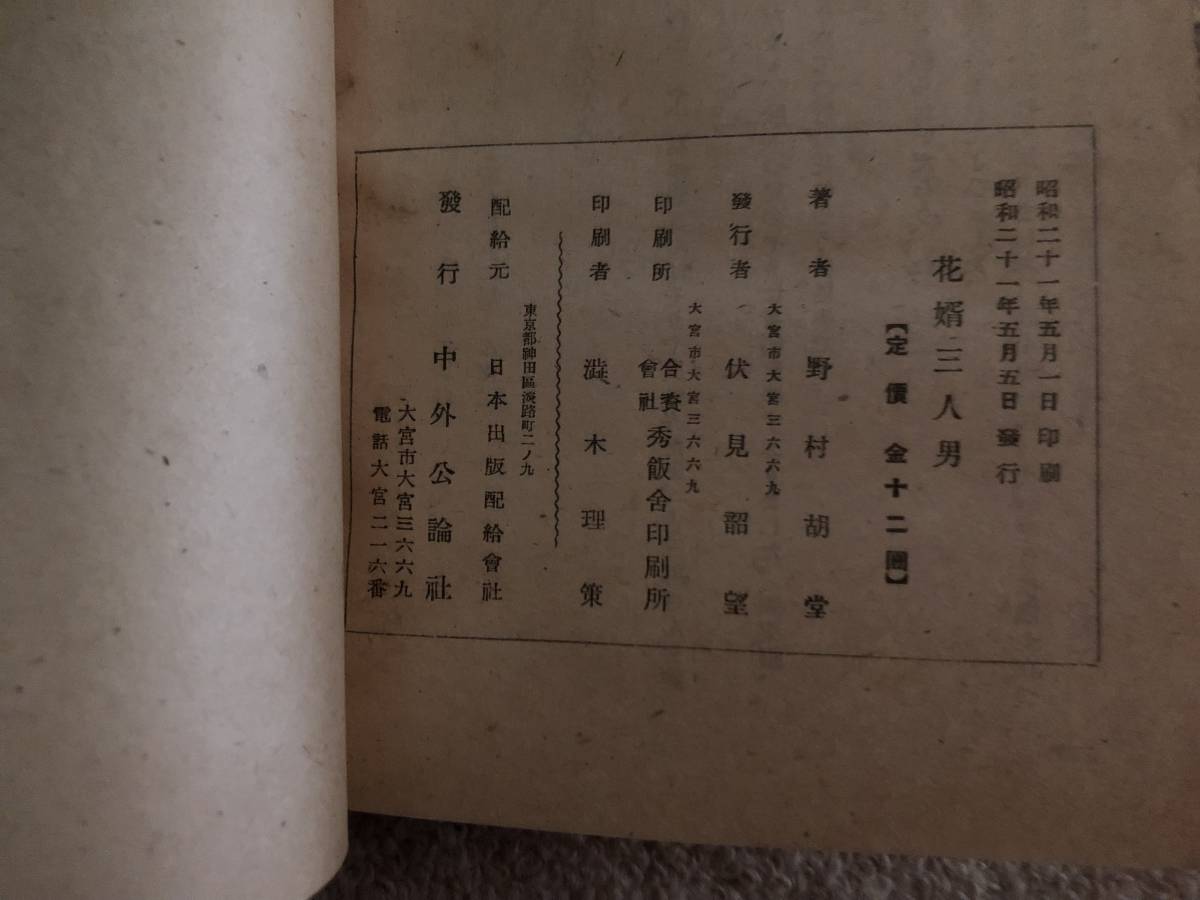 昭和二十一年五月一日 印刷
昭和二十一年五月五日 發行
花婿三人男
【定價 金十二圓】
著者 野村胡堂
大宮市大宮三六六九
發行者 伏見韶望
大宮市大宮三六六九
印刷所 合資會社 秀飯舍印刷所
印刷者 澁木理策
東京都神田區淡路町二ノ九
配給元 日本出版配給會社
發行 中外公論社
大宮市大宮三六六九
電話大宮二一六番